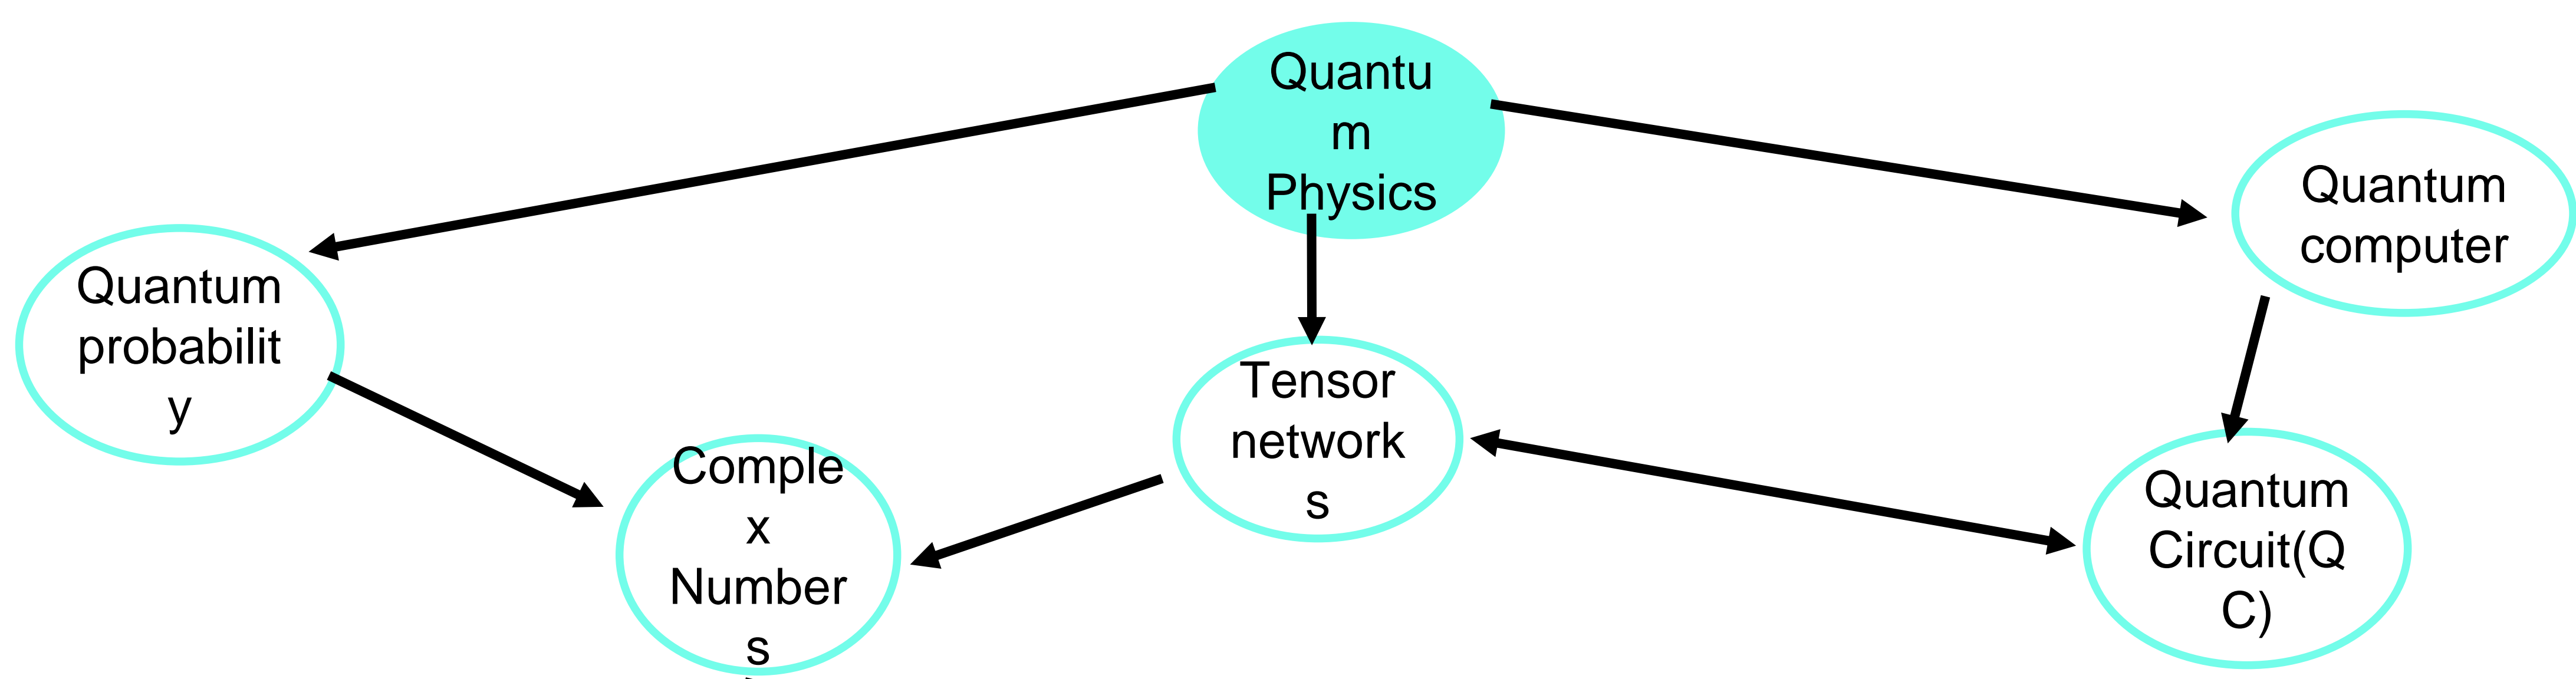 Quantu
m
Physics
Quantum
computer
Quantum
probabilit
y
Tensor
network
s
Comple
x
Number
s
Quantum
Circuit(Q
C)